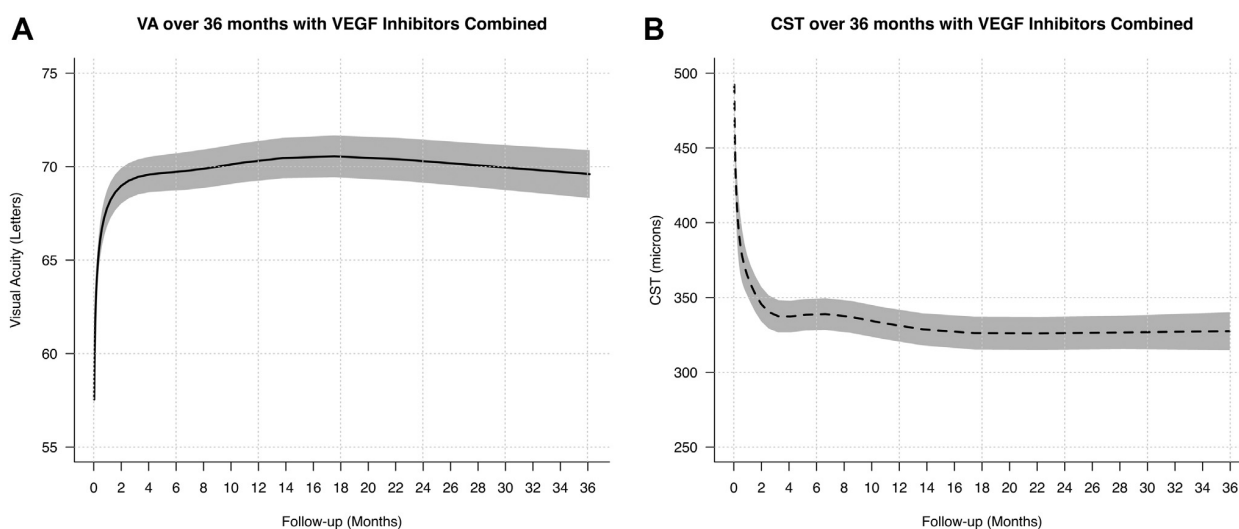 A
VA over 36 months with VEGF Inhibitors Combined
75
70
65
60
55
Visual Acuity (Letters)
0 2 4 6 8 10 12 14 16 18 20 22 24 26 28 30 32 34 36
Follow-up (Months)
B
CST over 36 months with VEGF Inhibitors Combined
500
450
400
350
300
250
CST (microns)
0 2 4 6 8 10 12 14 16 18 20 22 24 26 28 30 32 34 36
Follow-up (Months)